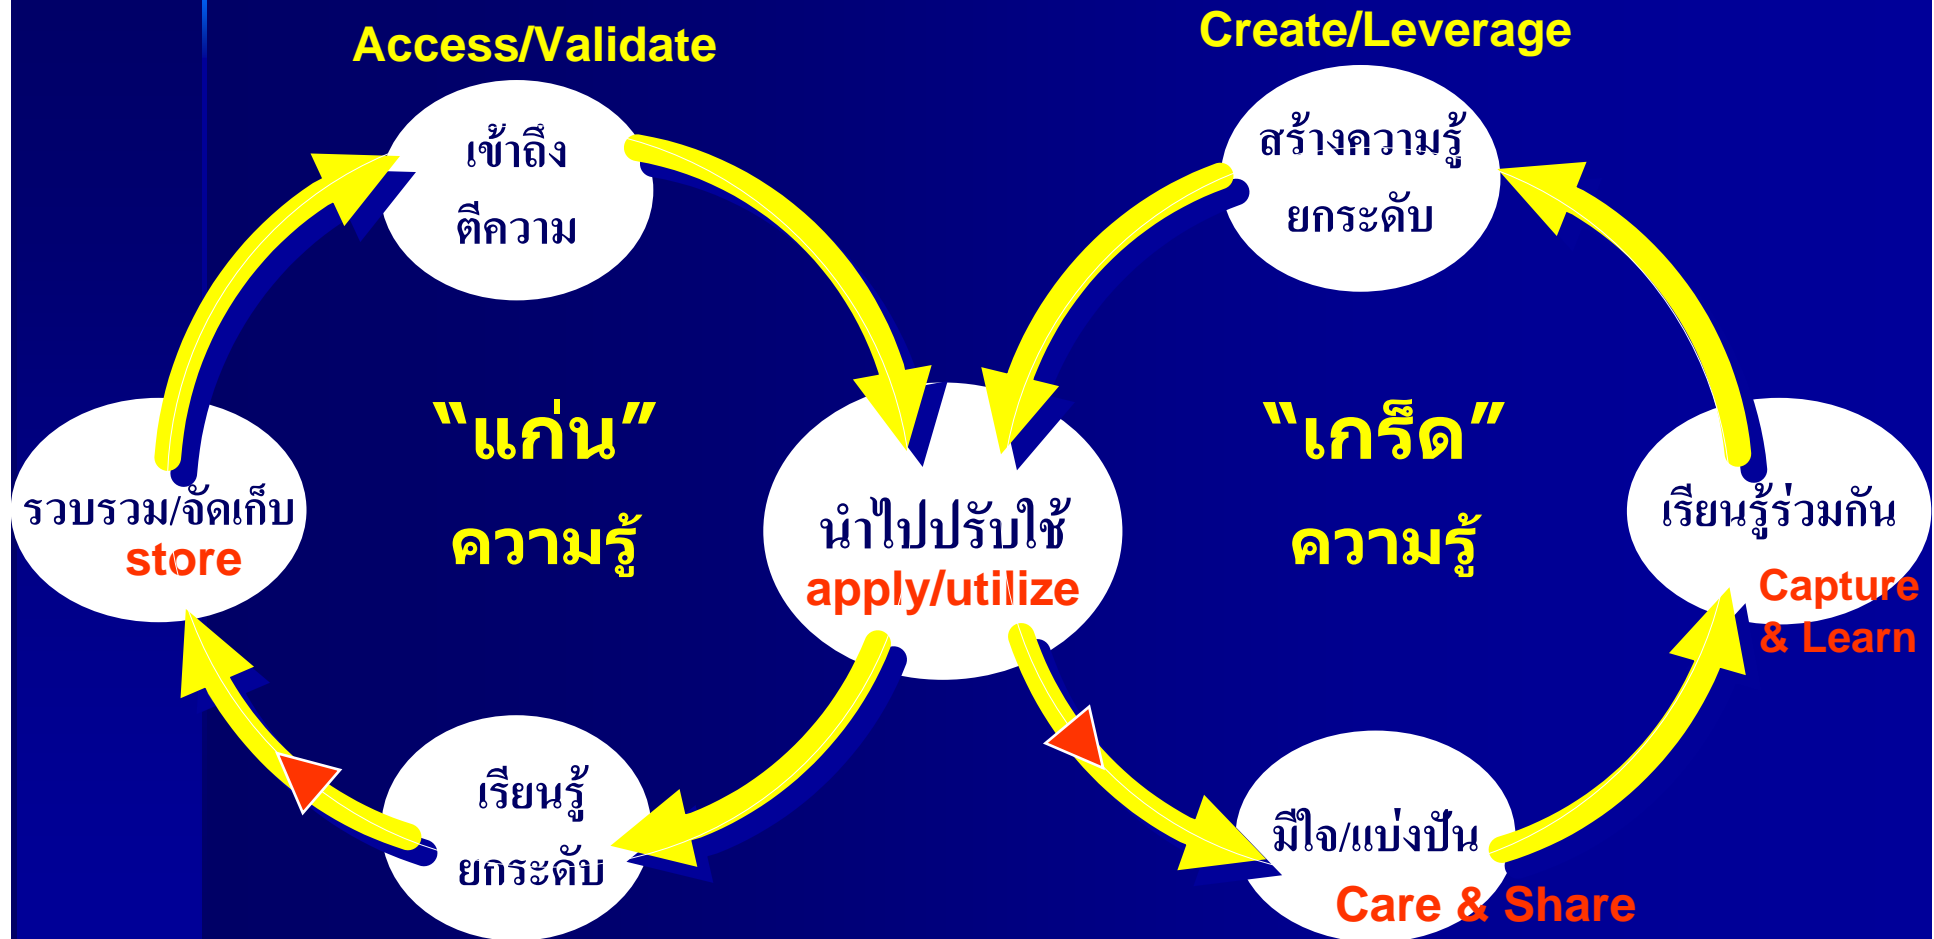 Access/Validate
Create/Leverage
เข้าถึง
ตีความ
สร้างความรู้
ยกระดับ
“แก่น”
ความรู้
“เกร็ด”
ความรู้
รวบรวม/จัดเก็บ
store
นำไปปรับใช้
apply/utilize
เรียนรู้ร่วมกัน
Capture
& Learn
เรียนรู้
ยกระดับ
มีใจ/แบ่งปัน
Care & Share